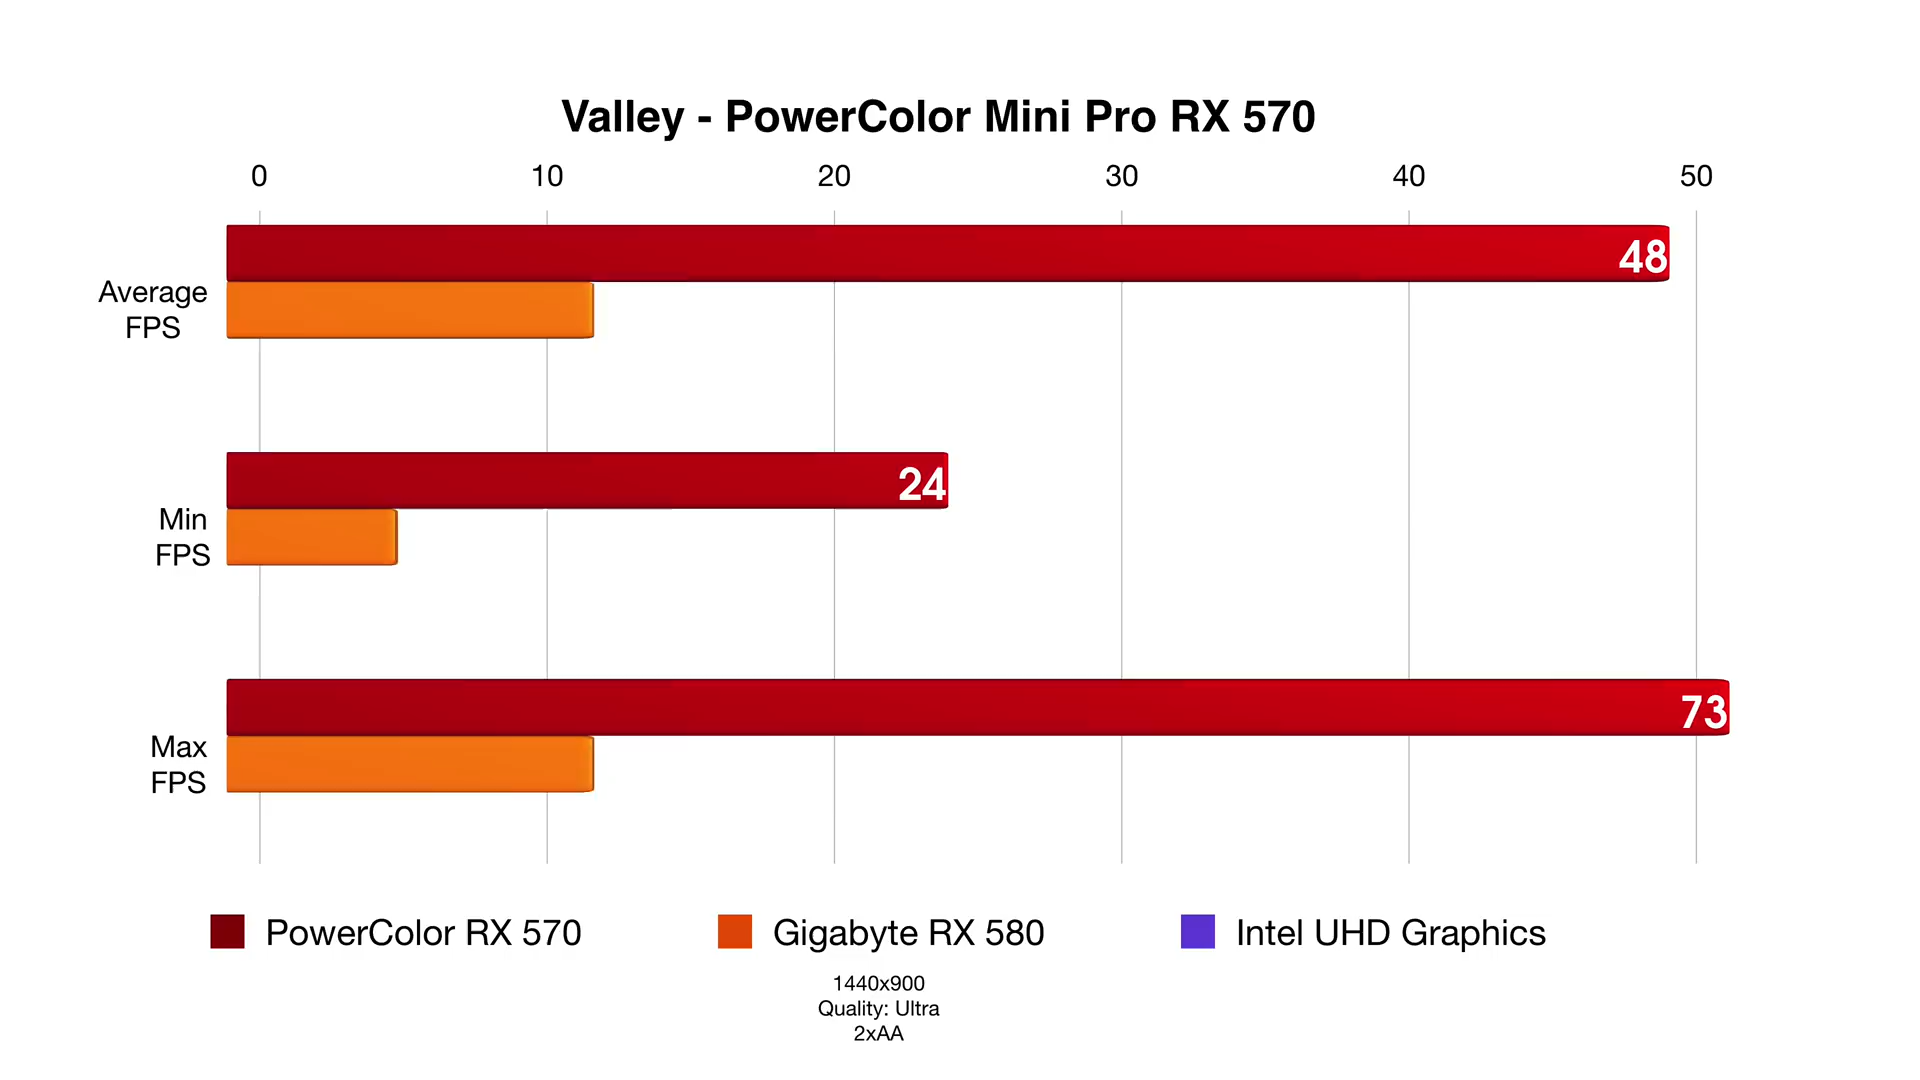 Valley - PowerColor Mini Pro RX 570
0 10 20 30 40 50
48
Average
FPS
24
Min
FPS
73
Max
FPS
PowerColor RX 570 Gigabyte RX 580 Intel UHD Graphics
1440x900
Quality: Ultra
2xAA